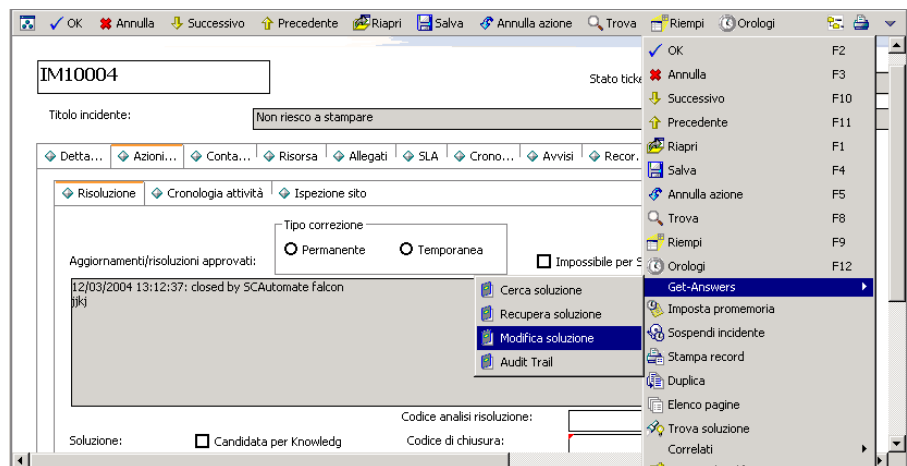 OK Annulla Successivo Precedente Riapri Salva Annulla azione Trova Riempi Orologi
IM10004
Stato ticke
Titolo incidente:
Non riesco a stampare
Detta... Azioni... Conta... Risorsa Allegati SLA Crono... Avvisi Recor.
Risoluzione Cronologia attività Ispezione sito
Tipo correzione
Permanente Temporanea
Aggiornamenti/risoluzioni approvati:
Impossibile per S
12/03/2004 13:12:37: closed by SCAutomate falcon
jjkj
Codice analisi risoluzione:
Soluzione:
Candidata per Knowledg
Codice di chiusura:
Cerca soluzione
Recupera soluzione
Modifica soluzione
Audit Trail
OK F2
Annulla F3
Successivo F10
Precedente F11
Riapri F1
Salva F4
Annulla azione F5
Trova F8
Riempi F9
Orologi F12
Get-Answers
Imposta promemoria
Sospendi incidente
Stampa record
Duplica
Elenco pagine
Trova soluzione
Correlati